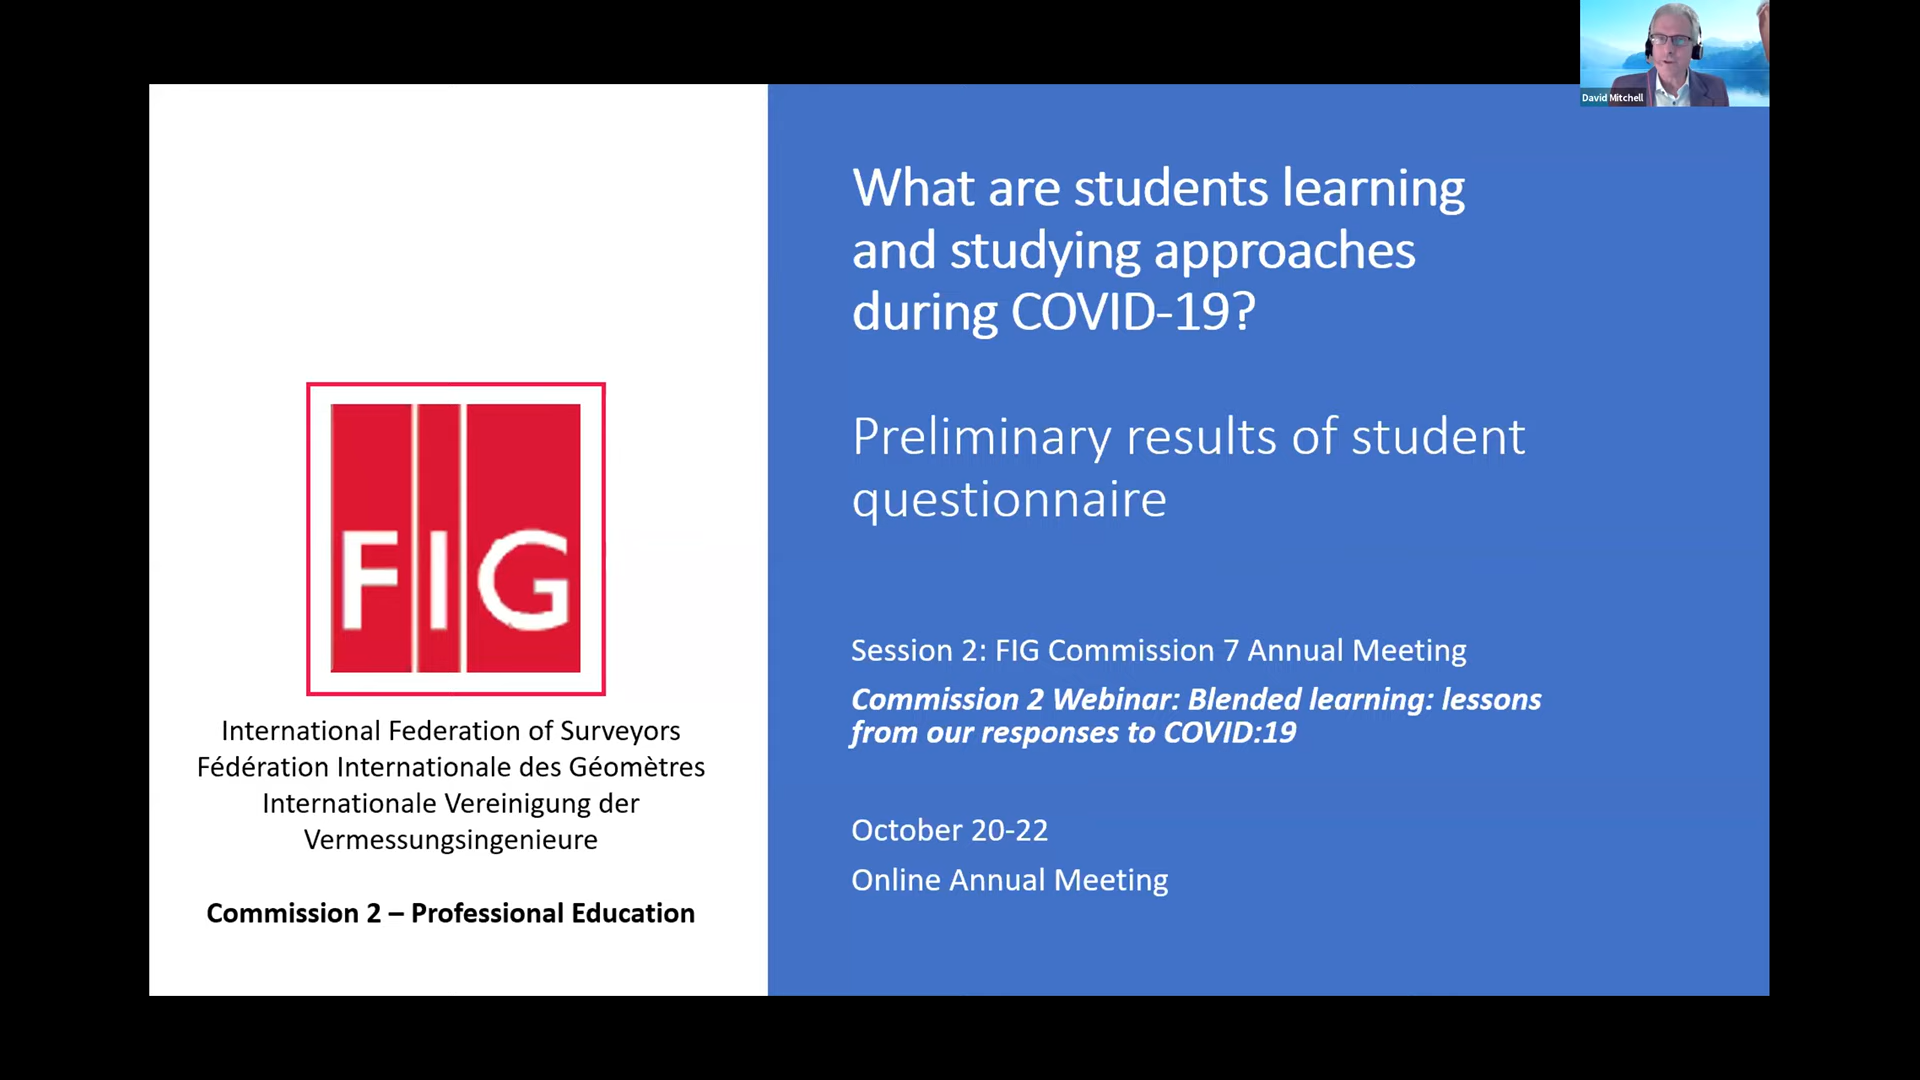 David Mitchell
What are students learning
and studying approaches
during COVID-19?
Preliminary results of student
questionnaire
Session 2: FIG Commission 7 Annual Meeting
Commission 2 Webinar: Blended learning: lessons
from our responses to COVID:19
October 20-22
Online Annual Meeting
FIG
International Federation of Surveyors
Fédération Internationale des Géomètres
Internationale Vereinigung der
Vermessungsingenieure
Commission 2 – Professional Education